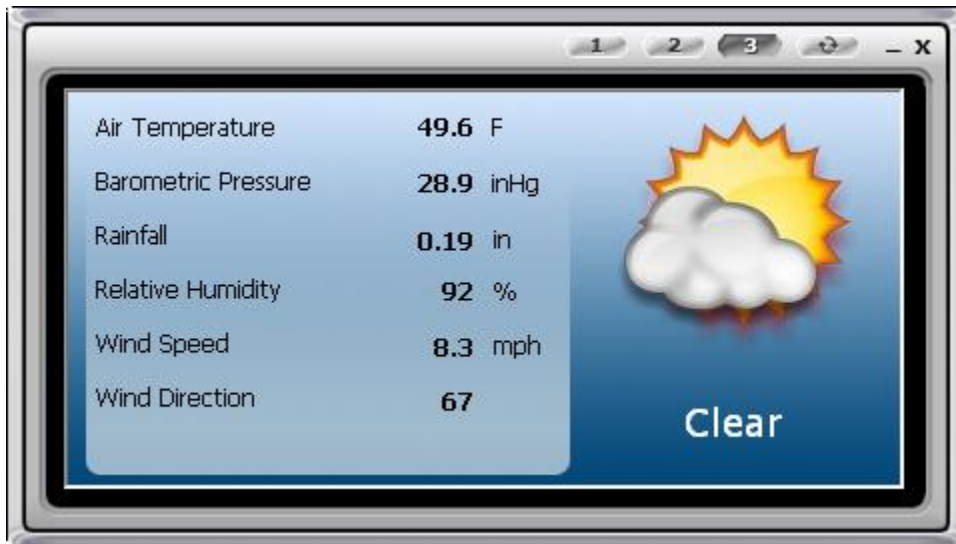 1 2 3 – X
Air Temperature 49.6 F
Barometric Pressure 28.9 inHg
Rainfall 0.19 in
Relative Humidity 92 %
Wind Speed 8.3 mph
Wind Direction 67
Clear